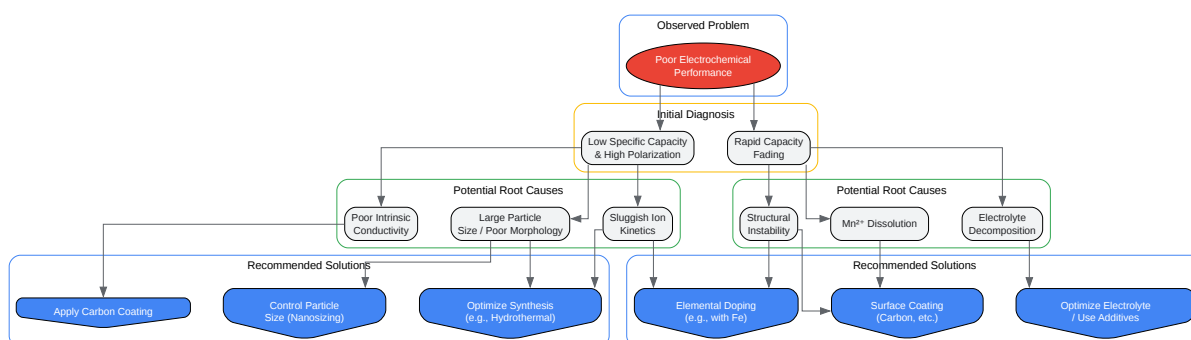 Observed Problem
Poor Electrochemical
Performance
Initial Diagnosis
Low Specific Capacity
& High Polarization
Rapid Capacity
Fading
Potential Root Causes
Poor Intrinsic
Conductivity
Large Particle
Size / Poor Morphology
Sluggish Ion
Kinetics
Potential Root Causes
Structural
Instability
Mn²⁺ Dissolution
Electrolyte
Decomposition
Recommended Solutions
Apply Carbon Coating
Control Particle
Size (Nanosizing)
Optimize Synthesis
(e.g., Hydrothermal)
Recommended Solutions
Elemental Doping
(e.g., with Fe)
Surface Coating
(Carbon, etc.)
Optimize Electrolyte
/ Use Additives